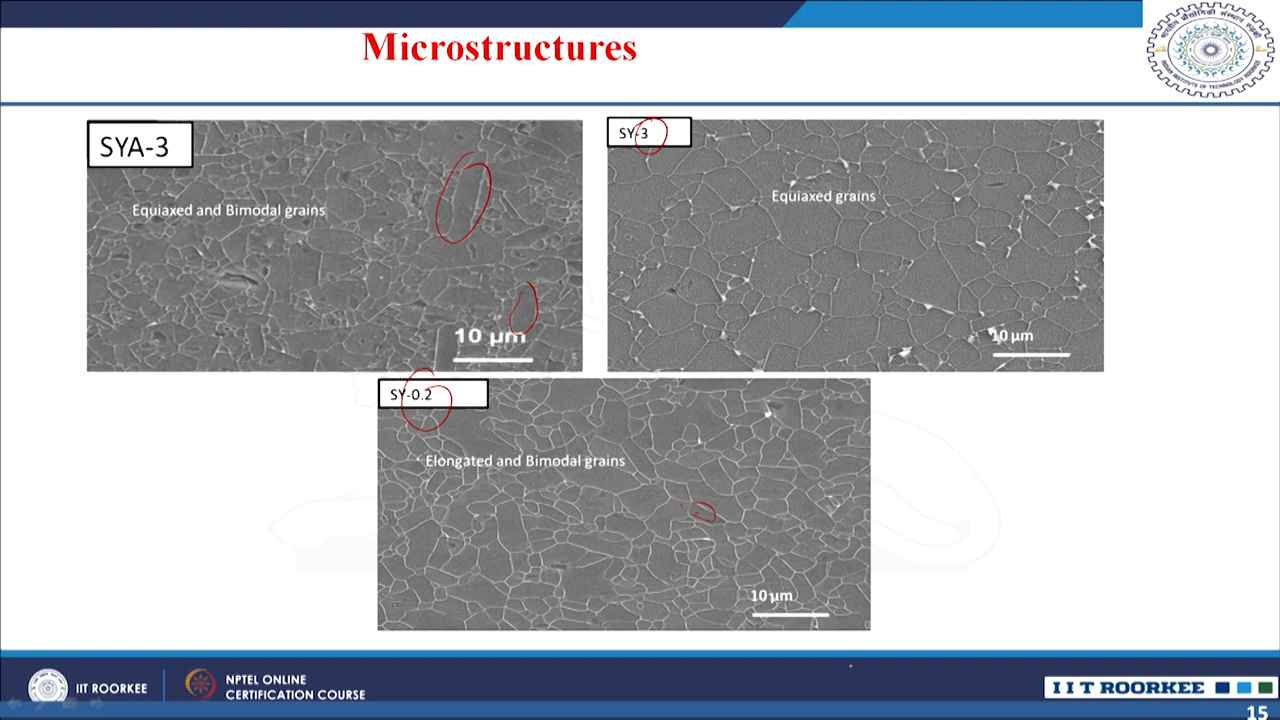 Microstructures
SYA-3
Equiaxed and Bimodal grains
10 µm
SY-3
Equiaxed grains
10 µm
SY-0.2
Elongated and Bimodal grains
10 µm
IIT ROORKEE
NPTEL ONLINE
CERTIFICATION COURSE
IIT ROORKEE
15